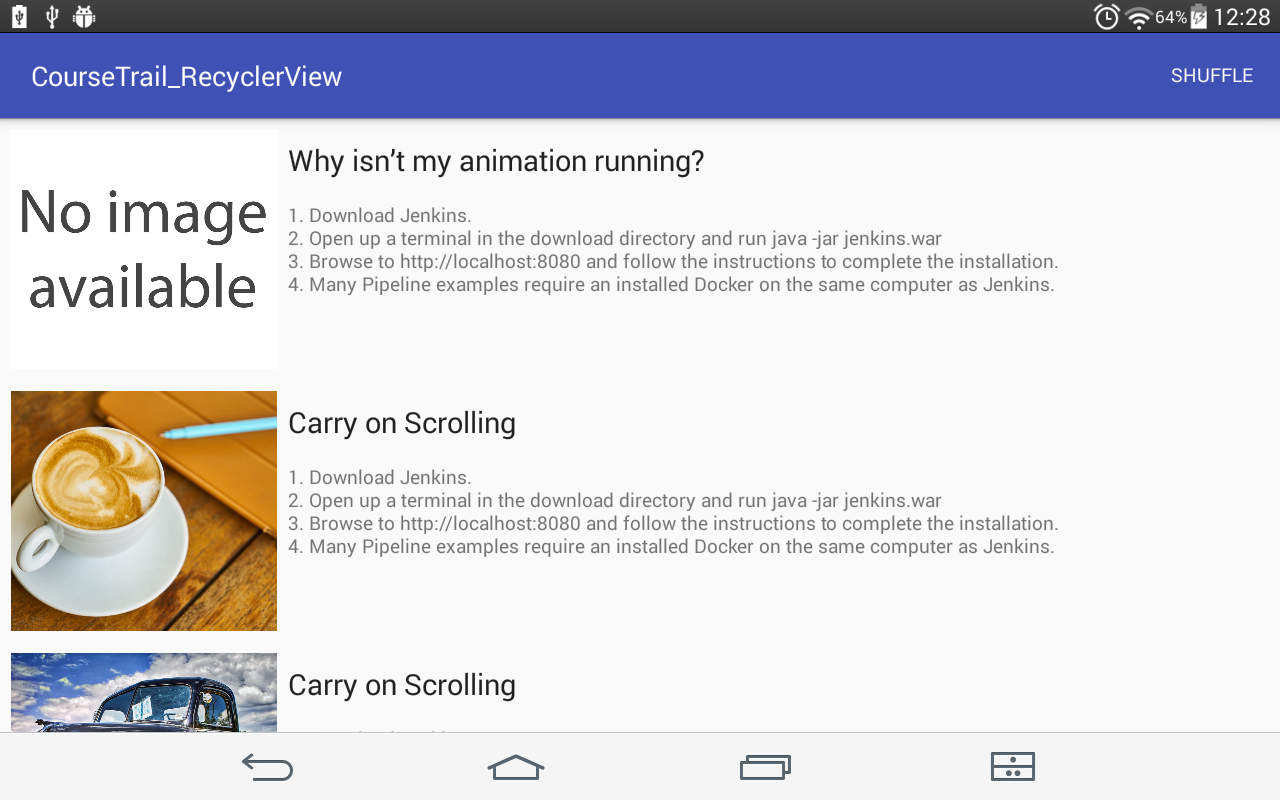 64% 12:28
CourseTrail_RecyclerView
SHUFFLE
No image
available
Why isn't my animation running?
1. Download Jenkins.
2. Open up a terminal in the download directory and run java -jar jenkins.war
3. Browse to http://localhost:8080 and follow the instructions to complete the installation.
4. Many Pipeline examples require an installed Docker on the same computer as Jenkins.
Carry on Scrolling
1. Download Jenkins.
2. Open up a terminal in the download directory and run java -jar jenkins.war
3. Browse to http://localhost:8080 and follow the instructions to complete the installation.
4. Many Pipeline examples require an installed Docker on the same computer as Jenkins.
Carry on Scrolling